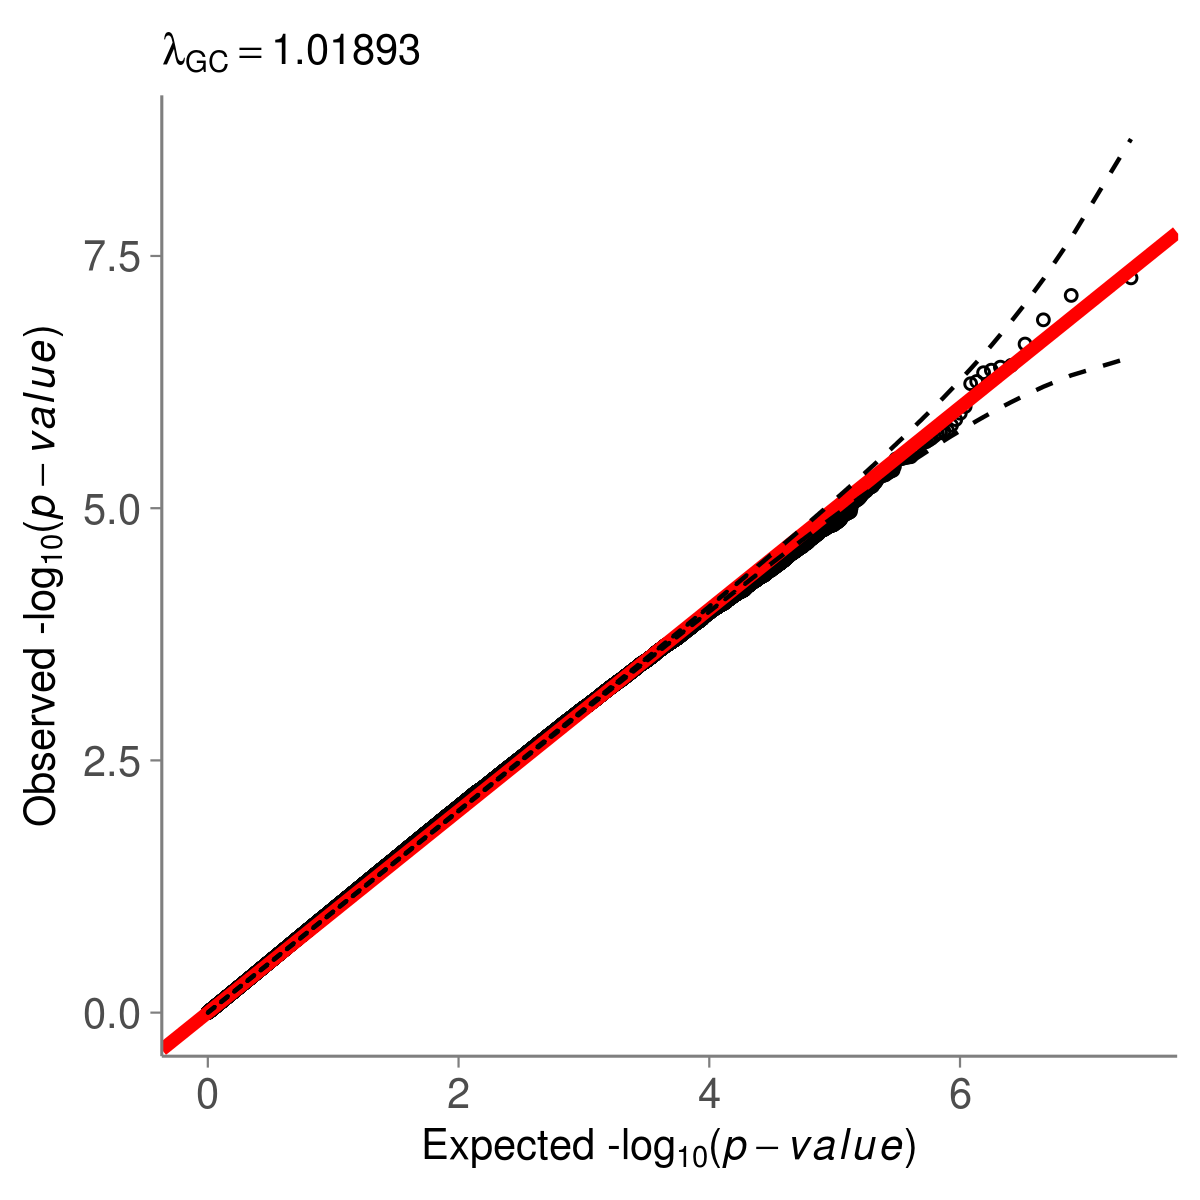 λGC = 1.01893
7.5
5.0
2.5
0.0
Observed -log10(p − value)
0 2 4 6
Expected -log10(p − value)